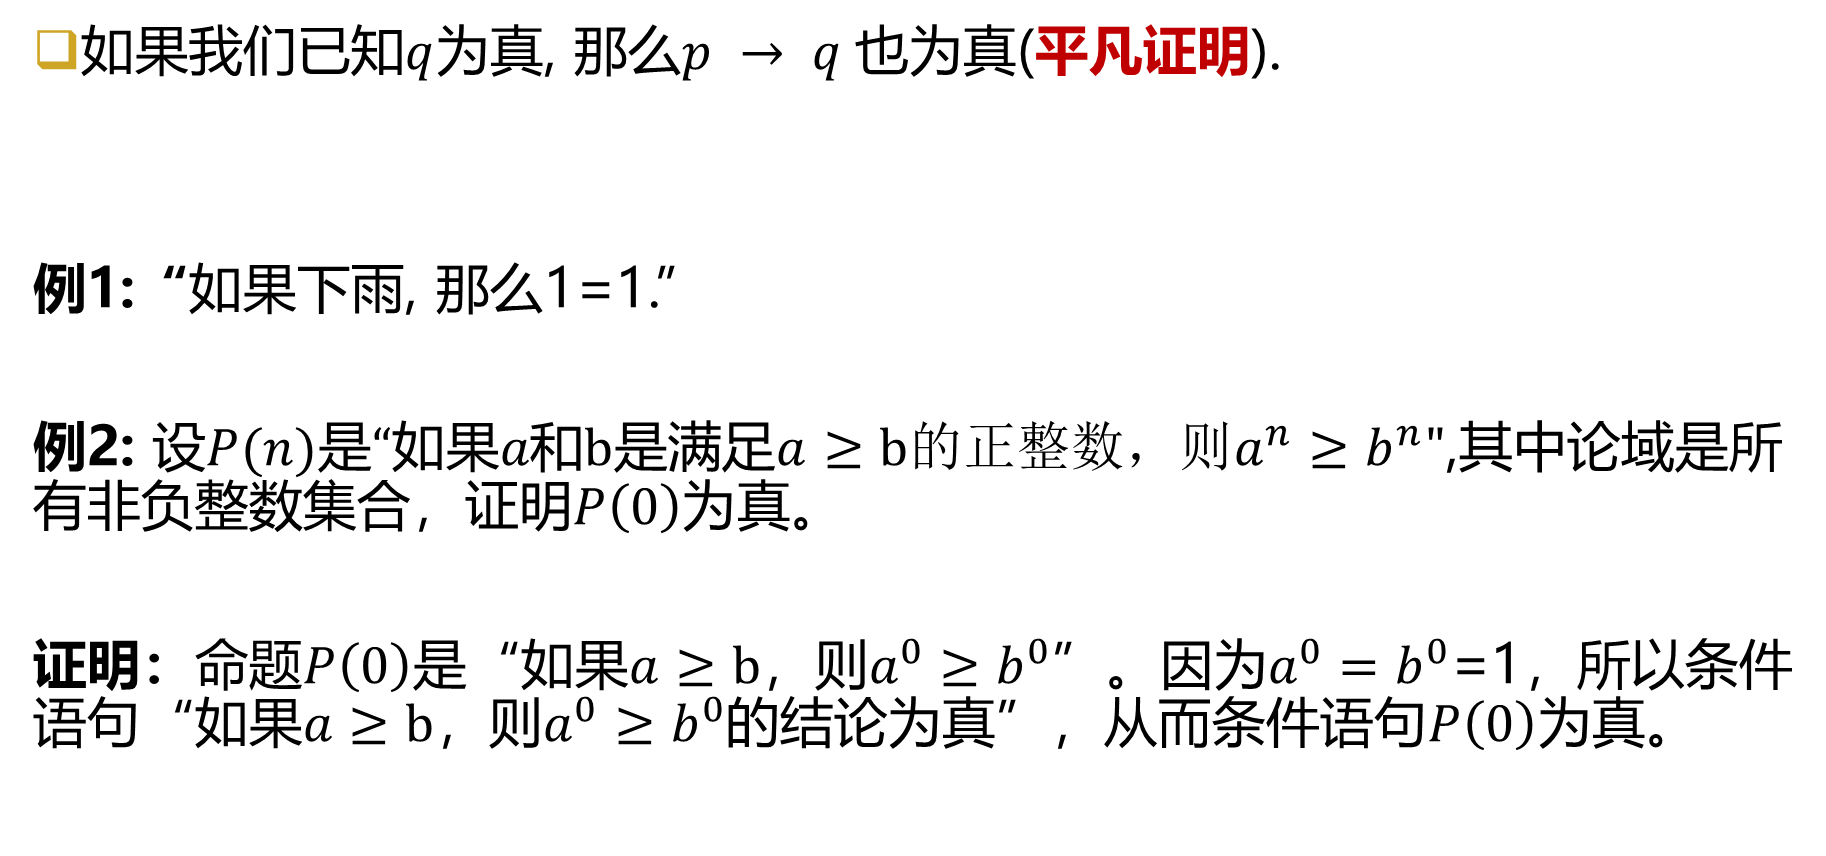 ❑如果我们已知q为真, 那么p → q 也为真(平凡证明).
例1: “如果下雨, 那么1=1.”
例2: 设P(n)是“如果a和b是满足a ≥ b的正整数，则aⁿ ≥ bⁿ",其中论域是所
有非负整数集合，证明P(0)为真。
证明：命题P(0)是“如果a ≥ b，则a⁰ ≥ b⁰”。因为a⁰ = b⁰=1，所以条件
语句“如果a ≥ b，则a⁰ ≥ b⁰的结论为真”，从而条件语句P(0)为真。